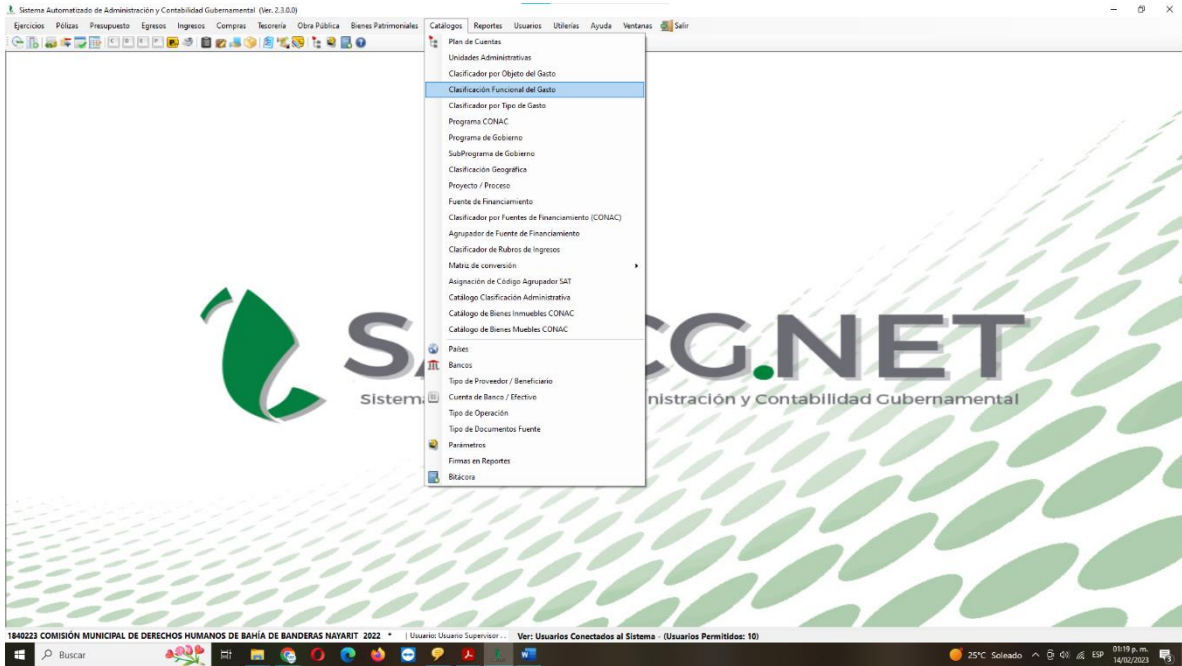 Sistema Automatizado de Administración y Contabilidad Gubernamental (Ver. 2.3.0.0)
Ejercicios Pólizas Presupuesto Egresos Ingresos Compras Tesorería Obra Pública Bienes Patrimoniales Catálogos Reportes Usuarios Utilerías Ayuda Ventanas Salir
Plan de Cuentas
Unidades Administrativas
Clasificador por Objeto del Gasto
Clasificación Funcional del Gasto
Clasificador por Tipo de Gasto
Programa CONAC
Programa de Gobierno
SubPrograma de Gobierno
Clasificación Geográfica
Proyecto / Proceso
Fuente de Financiamiento
Clasificador por Fuentes de Financiamiento (CONAC)
Agrupador de Fuente de Financiamiento
Clasificador de Rubros de Ingresos
Matriz de conversión
Asignación de Código Agrupador SAT
Catálogo Clasificación Administrativa
Catálogo de Bienes Inmuebles CONAC
Catálogo de Bienes Muebles CONAC
Países
Bancos
Tipo de Proveedor / Beneficiario
Cuenta de Banco / Efectivo
Tipo de Operación
Tipo de Documentos Fuente
Parámetros
Firmas en Reportes
Bitácora
S CG.NET
Sistem nistración y Contabilidad Gubernamental
1840223 COMISIÓN MUNICIPAL DE DERECHOS HUMANOS DE BAHÍA DE BANDERAS NAYARIT 2022 * | Usuario: Usuario Supervisor . . Ver: Usuarios Conectados al Sistema - (Usuarios Permitidos: 10)
Buscar 25°C Soleado ESP 01:19 p. m.
14/02/2023